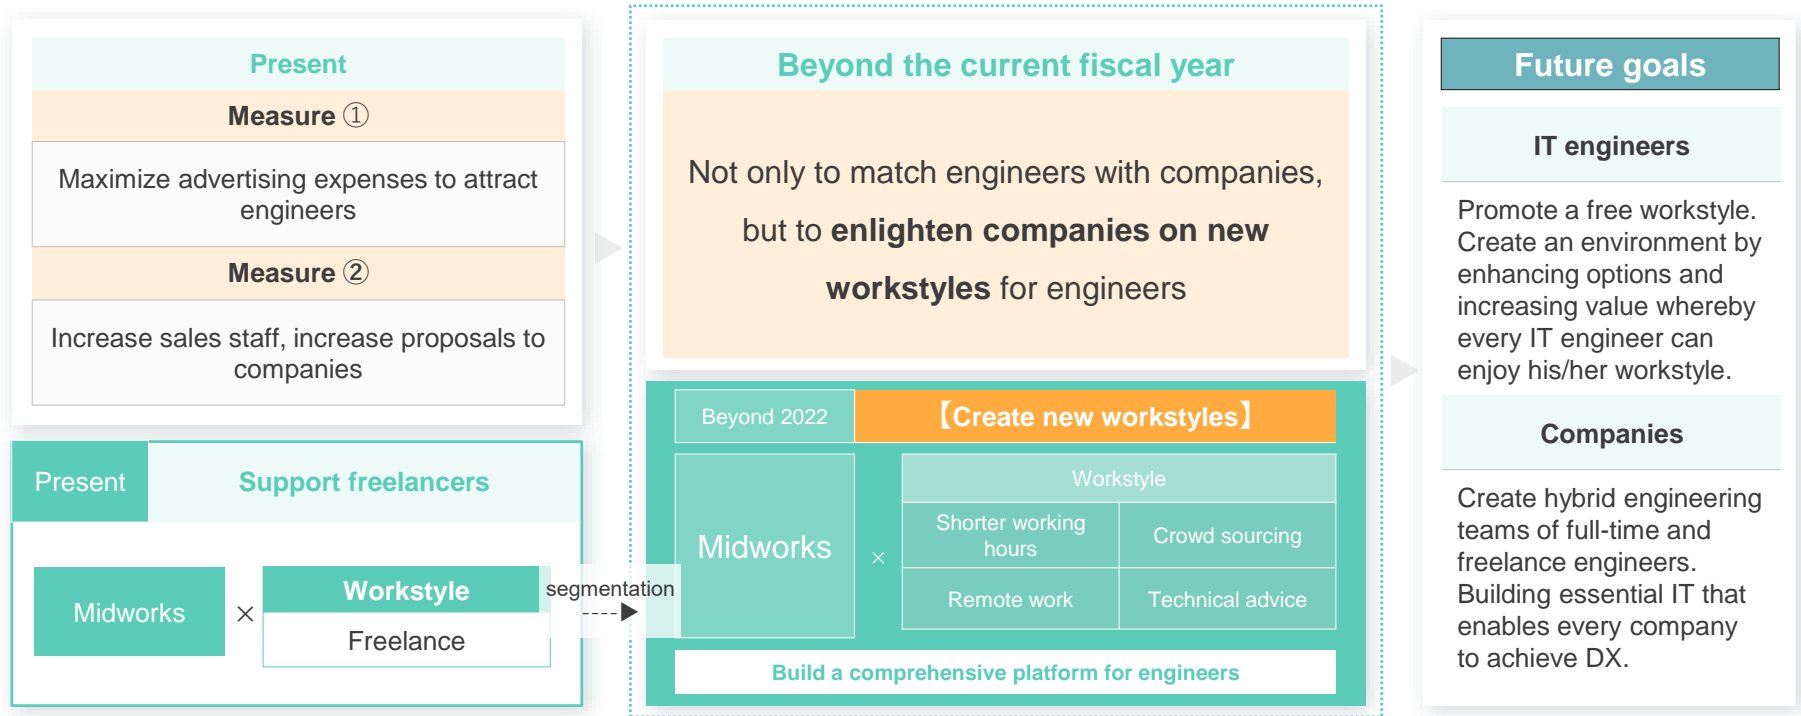 Present
Measure ①
Maximize advertising expenses to attract
engineers
Measure ②
Increase sales staff, increase proposals to
companies
Present
Support freelancers
Midworks
×
Workstyle
Freelance
segmentation
Beyond the current fiscal year
Not only to match engineers with companies,
but to enlighten companies on new
workstyles for engineers
Beyond 2022
【Create new workstyles】
Midworks
×
Workstyle
Shorter working
hours
Crowd sourcing
Remote work
Technical advice
Build a comprehensive platform for engineers
Future goals
IT engineers
Promote a free workstyle.
Create an environment by
enhancing options and
increasing value whereby
every IT engineer can
enjoy his/her workstyle.
Companies
Create hybrid engineering
teams of full-time and
freelance engineers.
Building essential IT that
enables every company
to achieve DX.